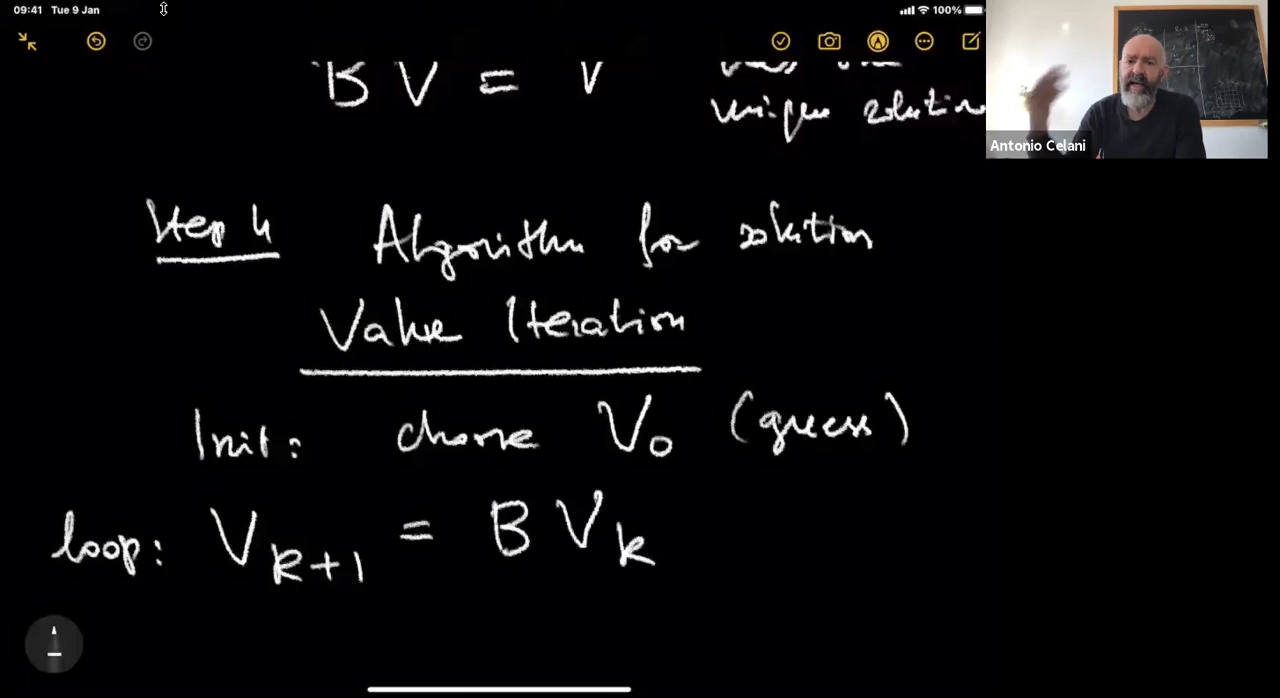 09:41 Tue 9 Jan 100%
B V = V
unique solution
Antonio Celani
Step 4 Algorithm for solution
Value Iteration
Init: choose V₀ (guess)
loop: Vₖ₊₁ = B Vₖ